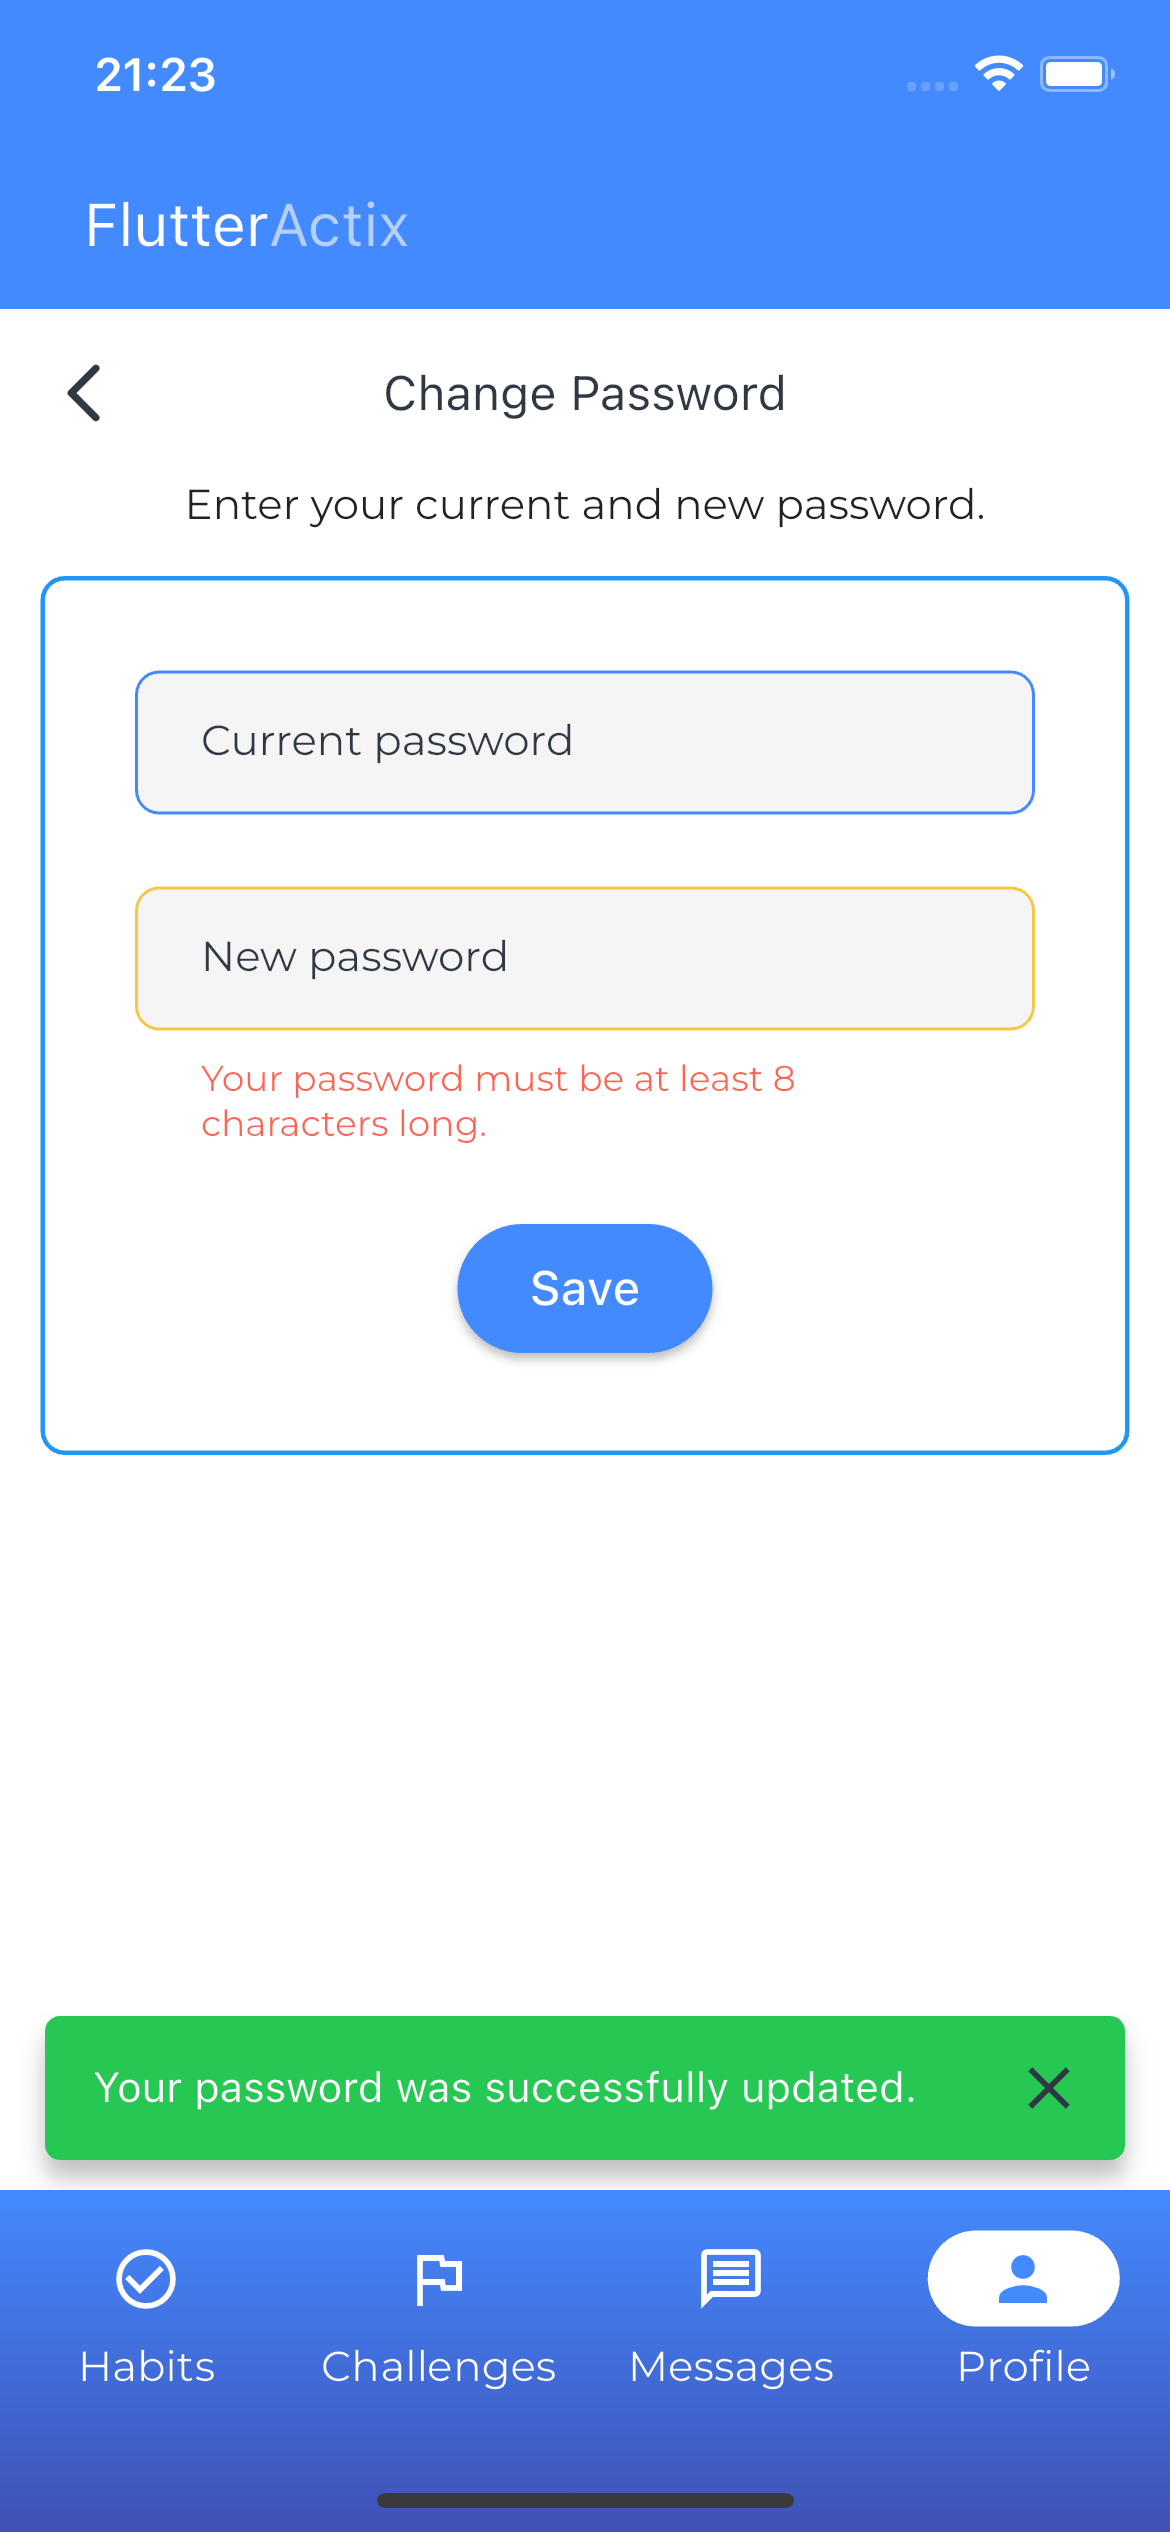 21:23
FlutterActix
Change Password
Enter your current and new password.
Current password
New password
Your password must be at least 8
characters long.
Save
Your password was successfully updated.
Habits Challenges Messages Profile